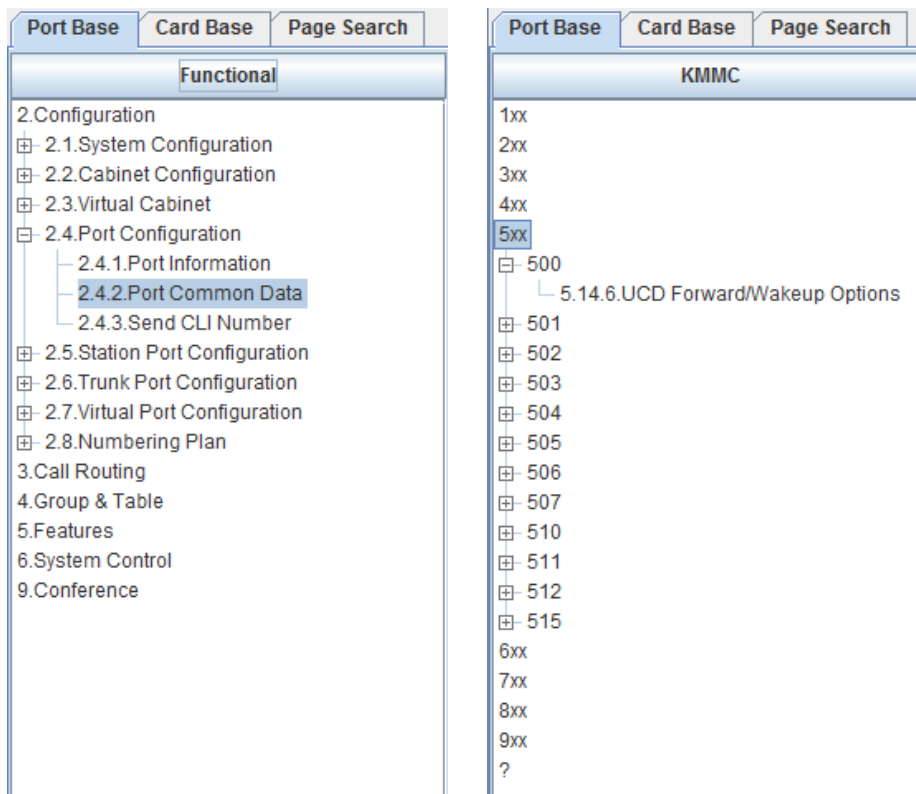 Port Base Card Base Page Search
Functional
2.Configuration
2.1.System Configuration
2.2.Cabinet Configuration
2.3.Virtual Cabinet
2.4.Port Configuration
2.4.1.Port Information
2.4.2.Port Common Data
2.4.3.Send CLI Number
2.5.Station Port Configuration
2.6.Trunk Port Configuration
2.7.Virtual Port Configuration
2.8.Numbering Plan
3.Call Routing
4.Group & Table
5.Features
6.System Control
9.Conference
Port Base Card Base Page Search
KMMC
1xx
2xx
3xx
4xx
5xx
500
5.14.6.UCD Forward/Wakeup Options
501
502
503
504
505
506
507
510
511
512
515
6xx
7xx
8xx
9xx
?